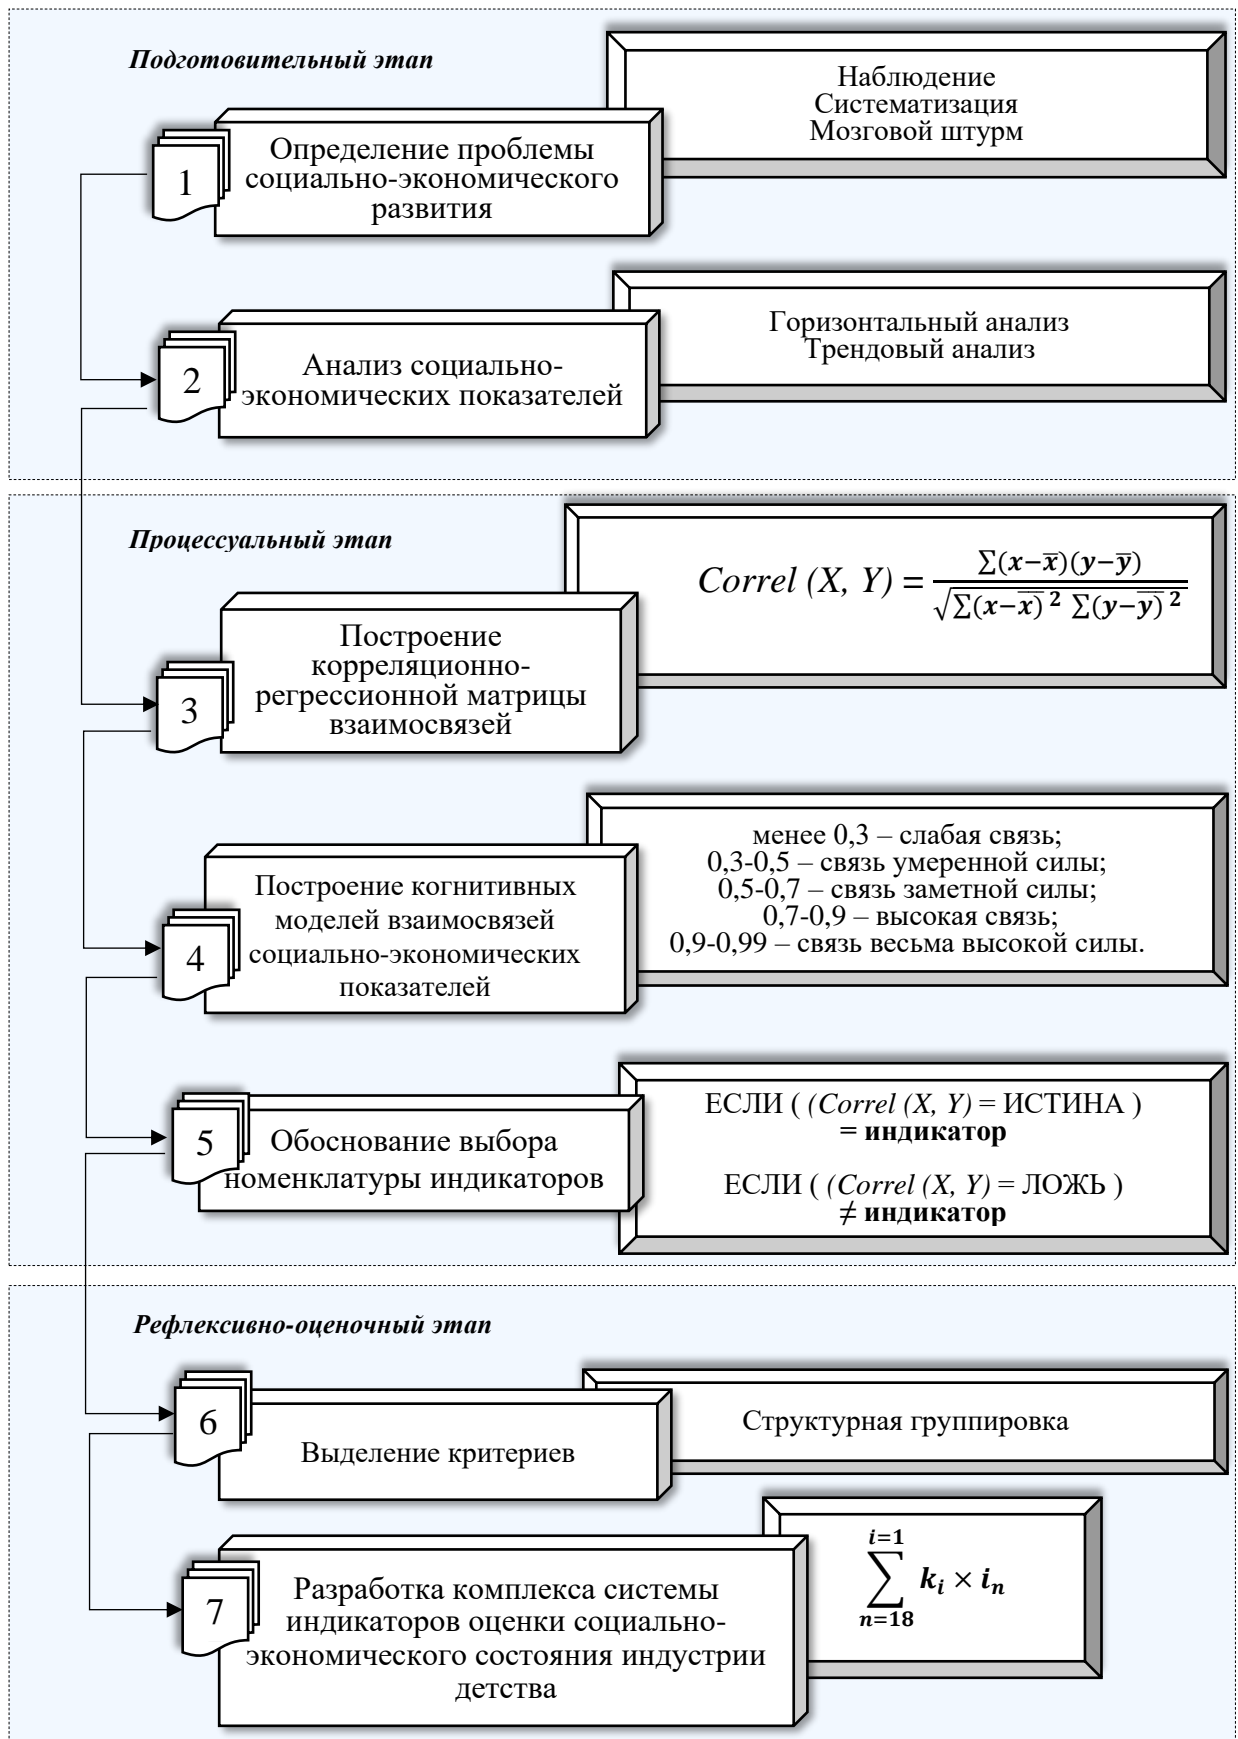 Подготовительный этап
Наблюдение
Систематизация
Мозговой штурм
1
Определение проблемы
социально-экономического
развития
2
Анализ социально-
экономических показателей
Горизонтальный анализ
Трендовый анализ
Процессуальный этап
Correl (X, Y) = ∑(x−x̅)(y−y̅) / √∑(x−x̅)² ∑(y−y̅)²
3
Построение
корреляционно-
регрессионной матрицы
взаимосвязей
4
Построение когнитивных
моделей взаимосвязей
социально-экономических
показателей
менее 0,3 – слабая связь;
0,3-0,5 – связь умеренной силы;
0,5-0,7 – связь заметной силы;
0,7-0,9 – высокая связь;
0,9-0,99 – связь весьма высокой силы.
5
Обоснование выбора
номенклатуры индикаторов
ЕСЛИ ( (Correl (X, Y) = ИСТИНА )
= индикатор
ЕСЛИ ( (Correl (X, Y) = ЛОЖЬ )
≠ индикатор
Рефлексивно-оценочный этап
6
Выделение критериев
Структурная группировка
7
Разработка комплекса системы
индикаторов оценки социально-
экономического состояния индустрии
детства
i=1
∑ kᵢ × iₙ
n=18